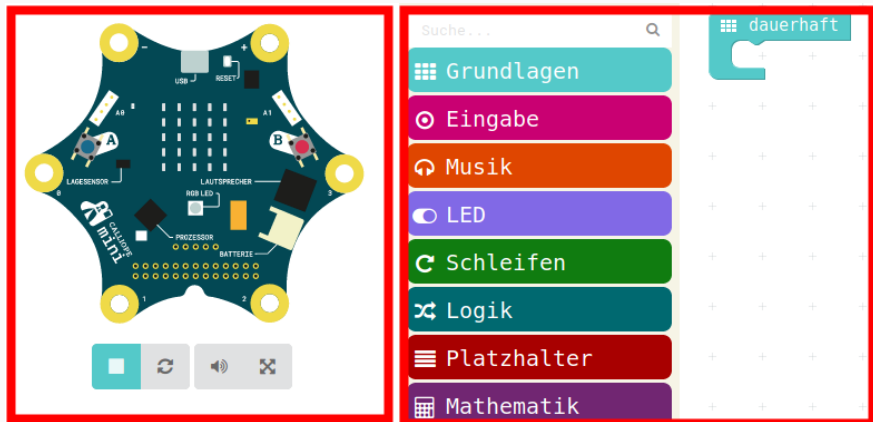 - +
USB
RESET
A0
A1
A
B
LAGESENSOR
LAUTSPRECHER
0
3
RGB LED
CALLIOPE
mini
PROZESSOR
BATTERIE
1
2
Suche...
Grundlagen
Eingabe
Musik
LED
Schleifen
Logik
Platzhalter
Mathematik
dauerhaft